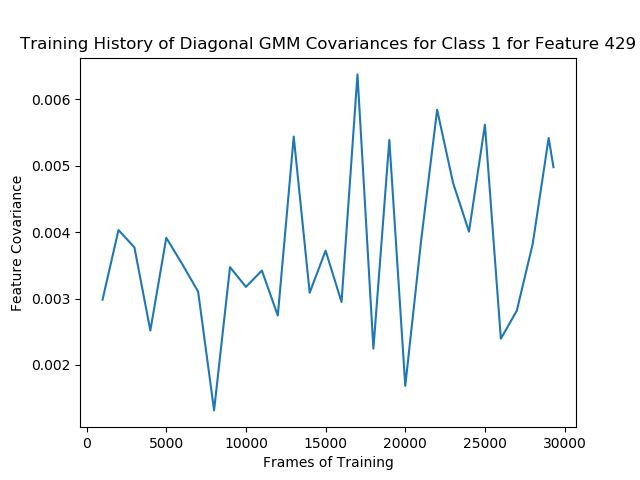 Training History of Diagonal GMM Covariances for Class 1 for Feature 429
0.006
0.005
0.004
0.003
0.002
Feature Covariance
0 5000 10000 15000 20000 25000 30000
Frames of Training